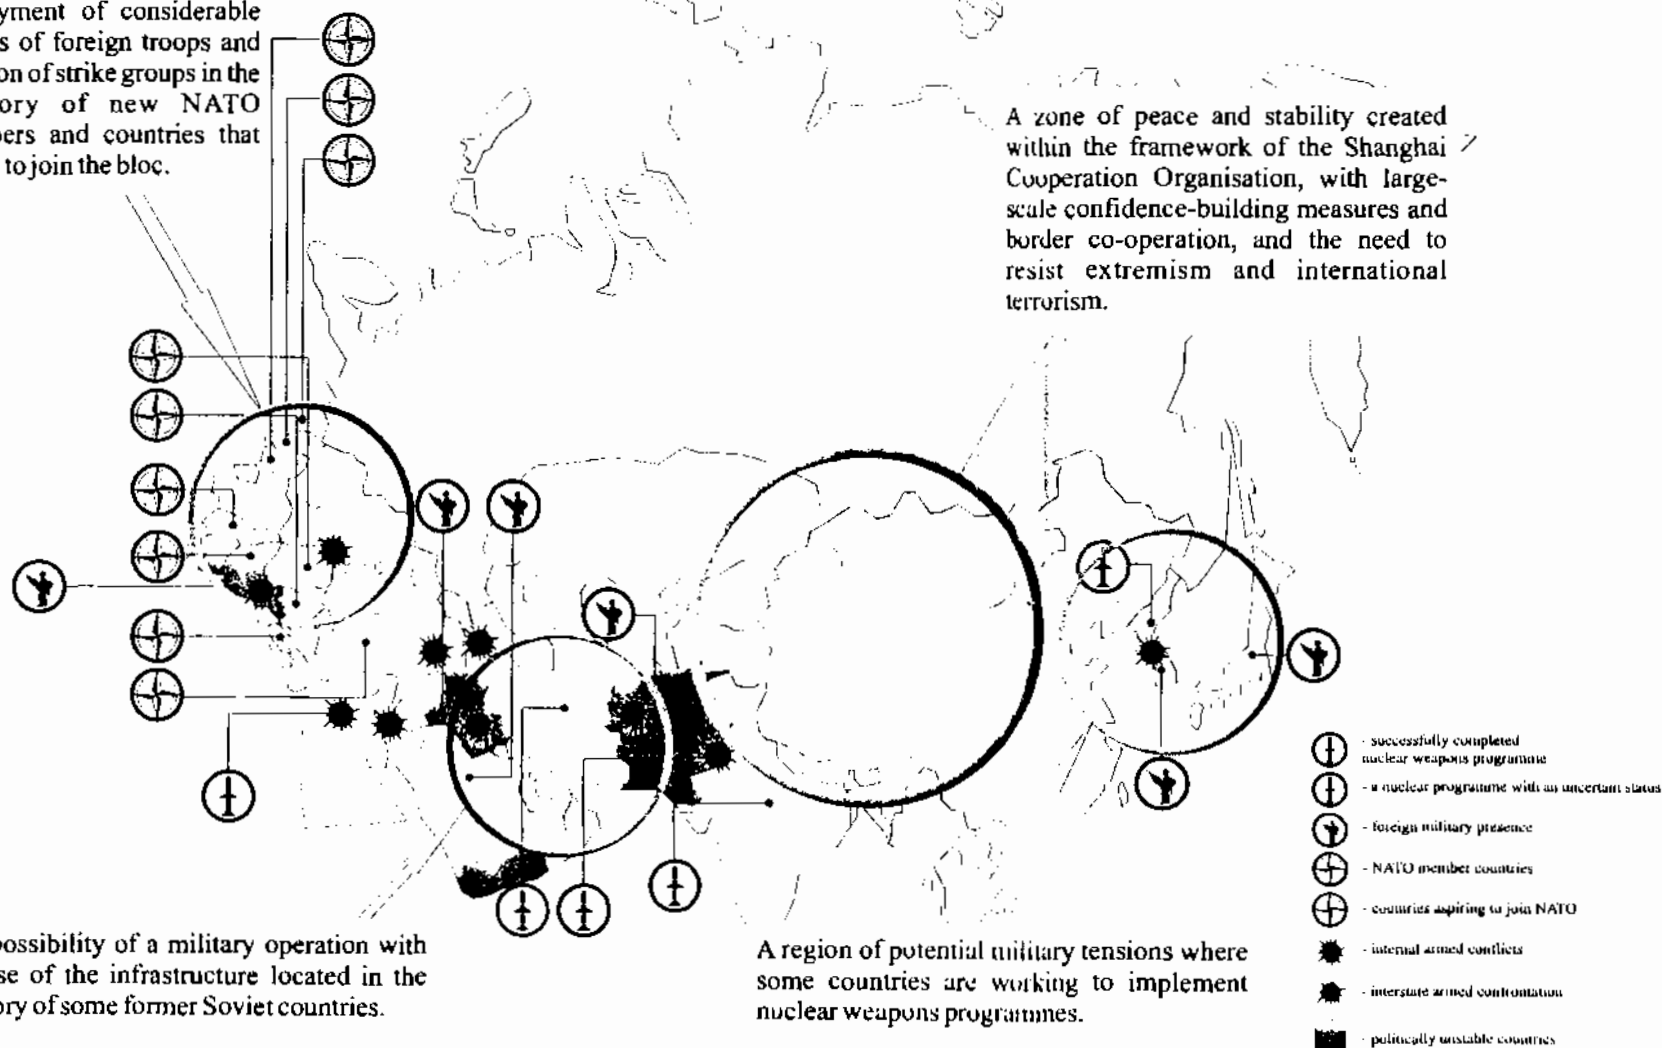 yment of considerable
s of foreign troops and
on of strike groups in the
ory of new NATO
bers and countries that
to join the bloc.
A zone of peace and stability created
within the framework of the Shanghai
Cooperation Organisation, with large-
scale confidence-building measures and
border co-operation, and the need to
resist extremism and international
terrorism.
- successfully completed
nuclear weapons programme
- a nuclear programme with an uncertain status
- foreign military presence
- NATO member countries
- countries aspiring to join NATO
- internal armed conflicts
- interstate armed confrontation
- politically unstable countries
possibility of a military operation with
se of the infrastructure located in the
ory of some former Soviet countries.
A region of potential military tensions where
some countries are working to implement
nuclear weapons programmes.